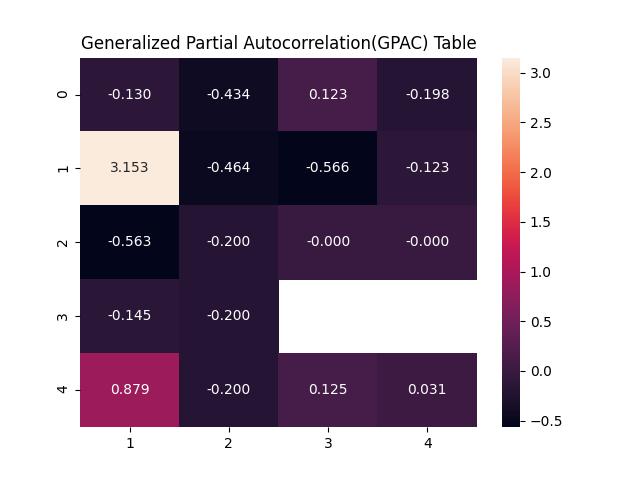 Generalized Partial Autocorrelation(GPAC) Table
0 -0.130 -0.434 0.123 -0.198
1 3.153 -0.464 -0.566 -0.123
2 -0.563 -0.200 -0.000 -0.000
3 -0.145 -0.200
4 0.879 -0.200 0.125 0.031
1 2 3 4
3.0
2.5
2.0
1.5
1.0
0.5
0.0
−0.5